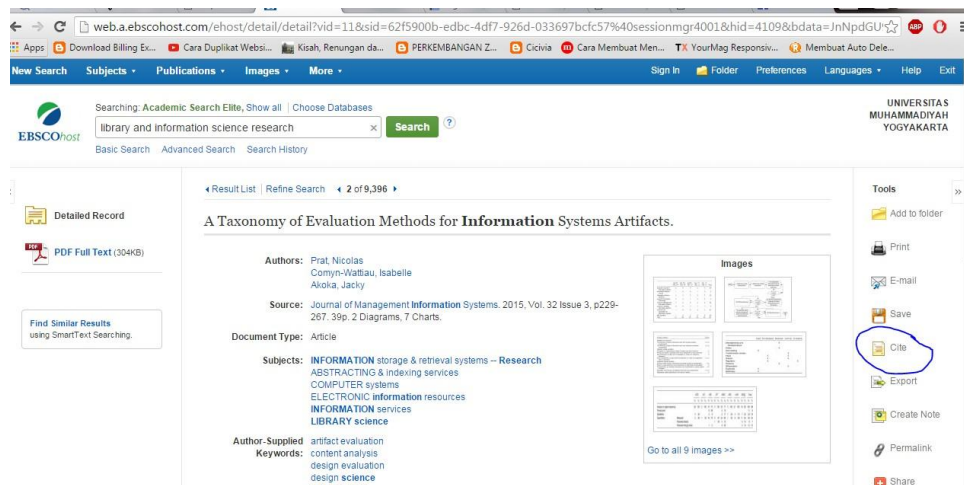 web.a.ebscohost.com/ehost/detail/detail?vid=11&sid=62f5900b-edbc-4df7-926d-033697bcfc57%40sessionmgr4001&hid=4109&bdata=JnNpdGU
Apps Download Billing Ex... Cara Duplikat Websi... Kisah, Renungan da... PERKEMBANGAN Z... Cicivia Cara Membuat Men... TX YourMag Responsiv... Membuat Auto Dele...
New Search Subjects Publications Images More Sign In Folder Preferences Languages Help Exit
Searching: Academic Search Elite, Show all | Choose Databases
library and information science research × Search ?
Basic Search Advanced Search Search History
EBSCOhost
UNIVERSITAS
MUHAMMADIYAH
YOGYAKARTA
Detailed Record
PDF Full Text (304KB)
Find Similar Results
using SmartText Searching.
Result List | Refine Search 2 of 9,396
A Taxonomy of Evaluation Methods for Information Systems Artifacts.
Authors: Prat, Nicolas
Comyn-Wattiau, Isabelle
Akoka, Jacky
Source: Journal of Management Information Systems. 2015, Vol. 32 Issue 3, p229-
267. 39p. 2 Diagrams, 7 Charts.
Document Type: Article
Subjects: INFORMATION storage & retrieval systems -- Research
ABSTRACTING & indexing services
COMPUTER systems
ELECTRONIC information resources
INFORMATION services
LIBRARY science
Author-Supplied Keywords: artifact evaluation
content analysis
design evaluation
design science
Images
Go to all 9 images >>
Tools »
Add to folder
Print
E-mail
Save
Cite
Export
Create Note
Permalink
Share